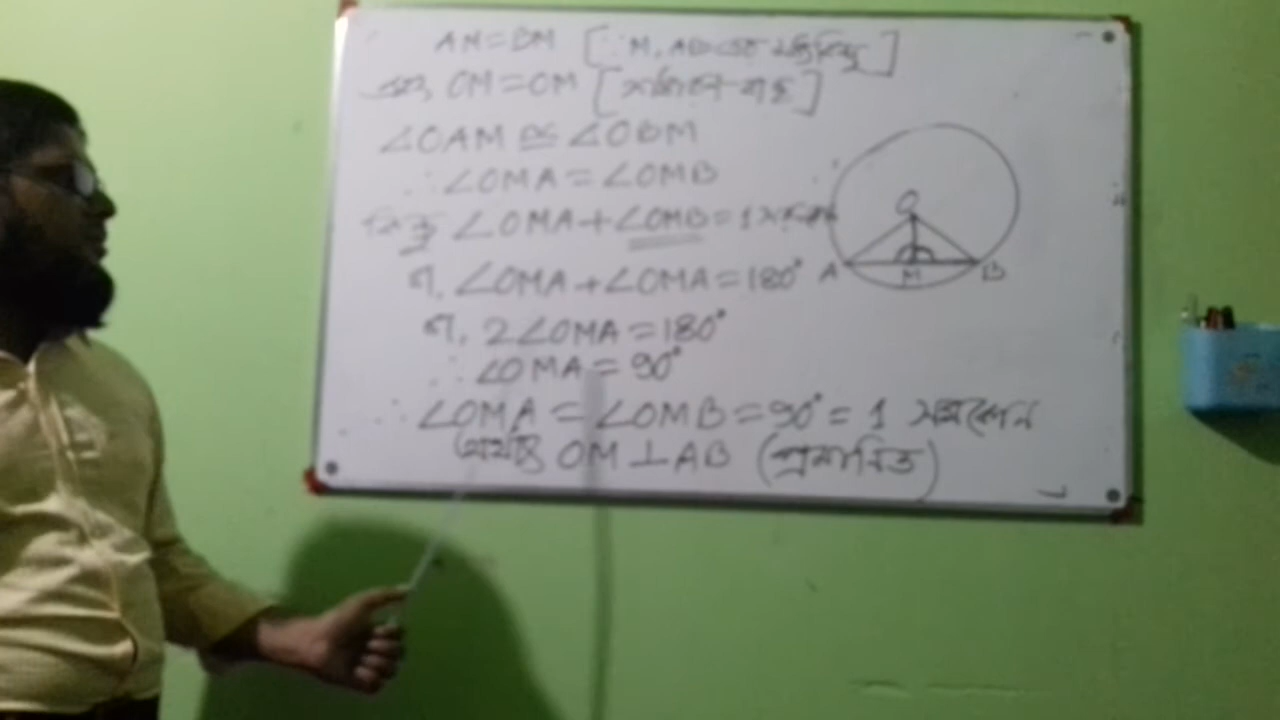 AM=BM [∵ M, AB এর মধ্যবিন্দু]
এবং OM=OM [সাধারণ বাহু]
∠OAM ≅ ∠OBM
∴ ∠OMA = ∠OMB
কিন্তু ∠OMA + ∠OMB = 1 সরলকোণ
বা, ∠OMA + ∠OMA = 180°
বা, 2∠OMA = 180°
∴ ∠OMA = 90°
∴ ∠OMA = ∠OMB = 90° = 1 সমকোণ
অর্থাৎ OM ⊥ AB (প্রমাণিত)
O
A
M
B